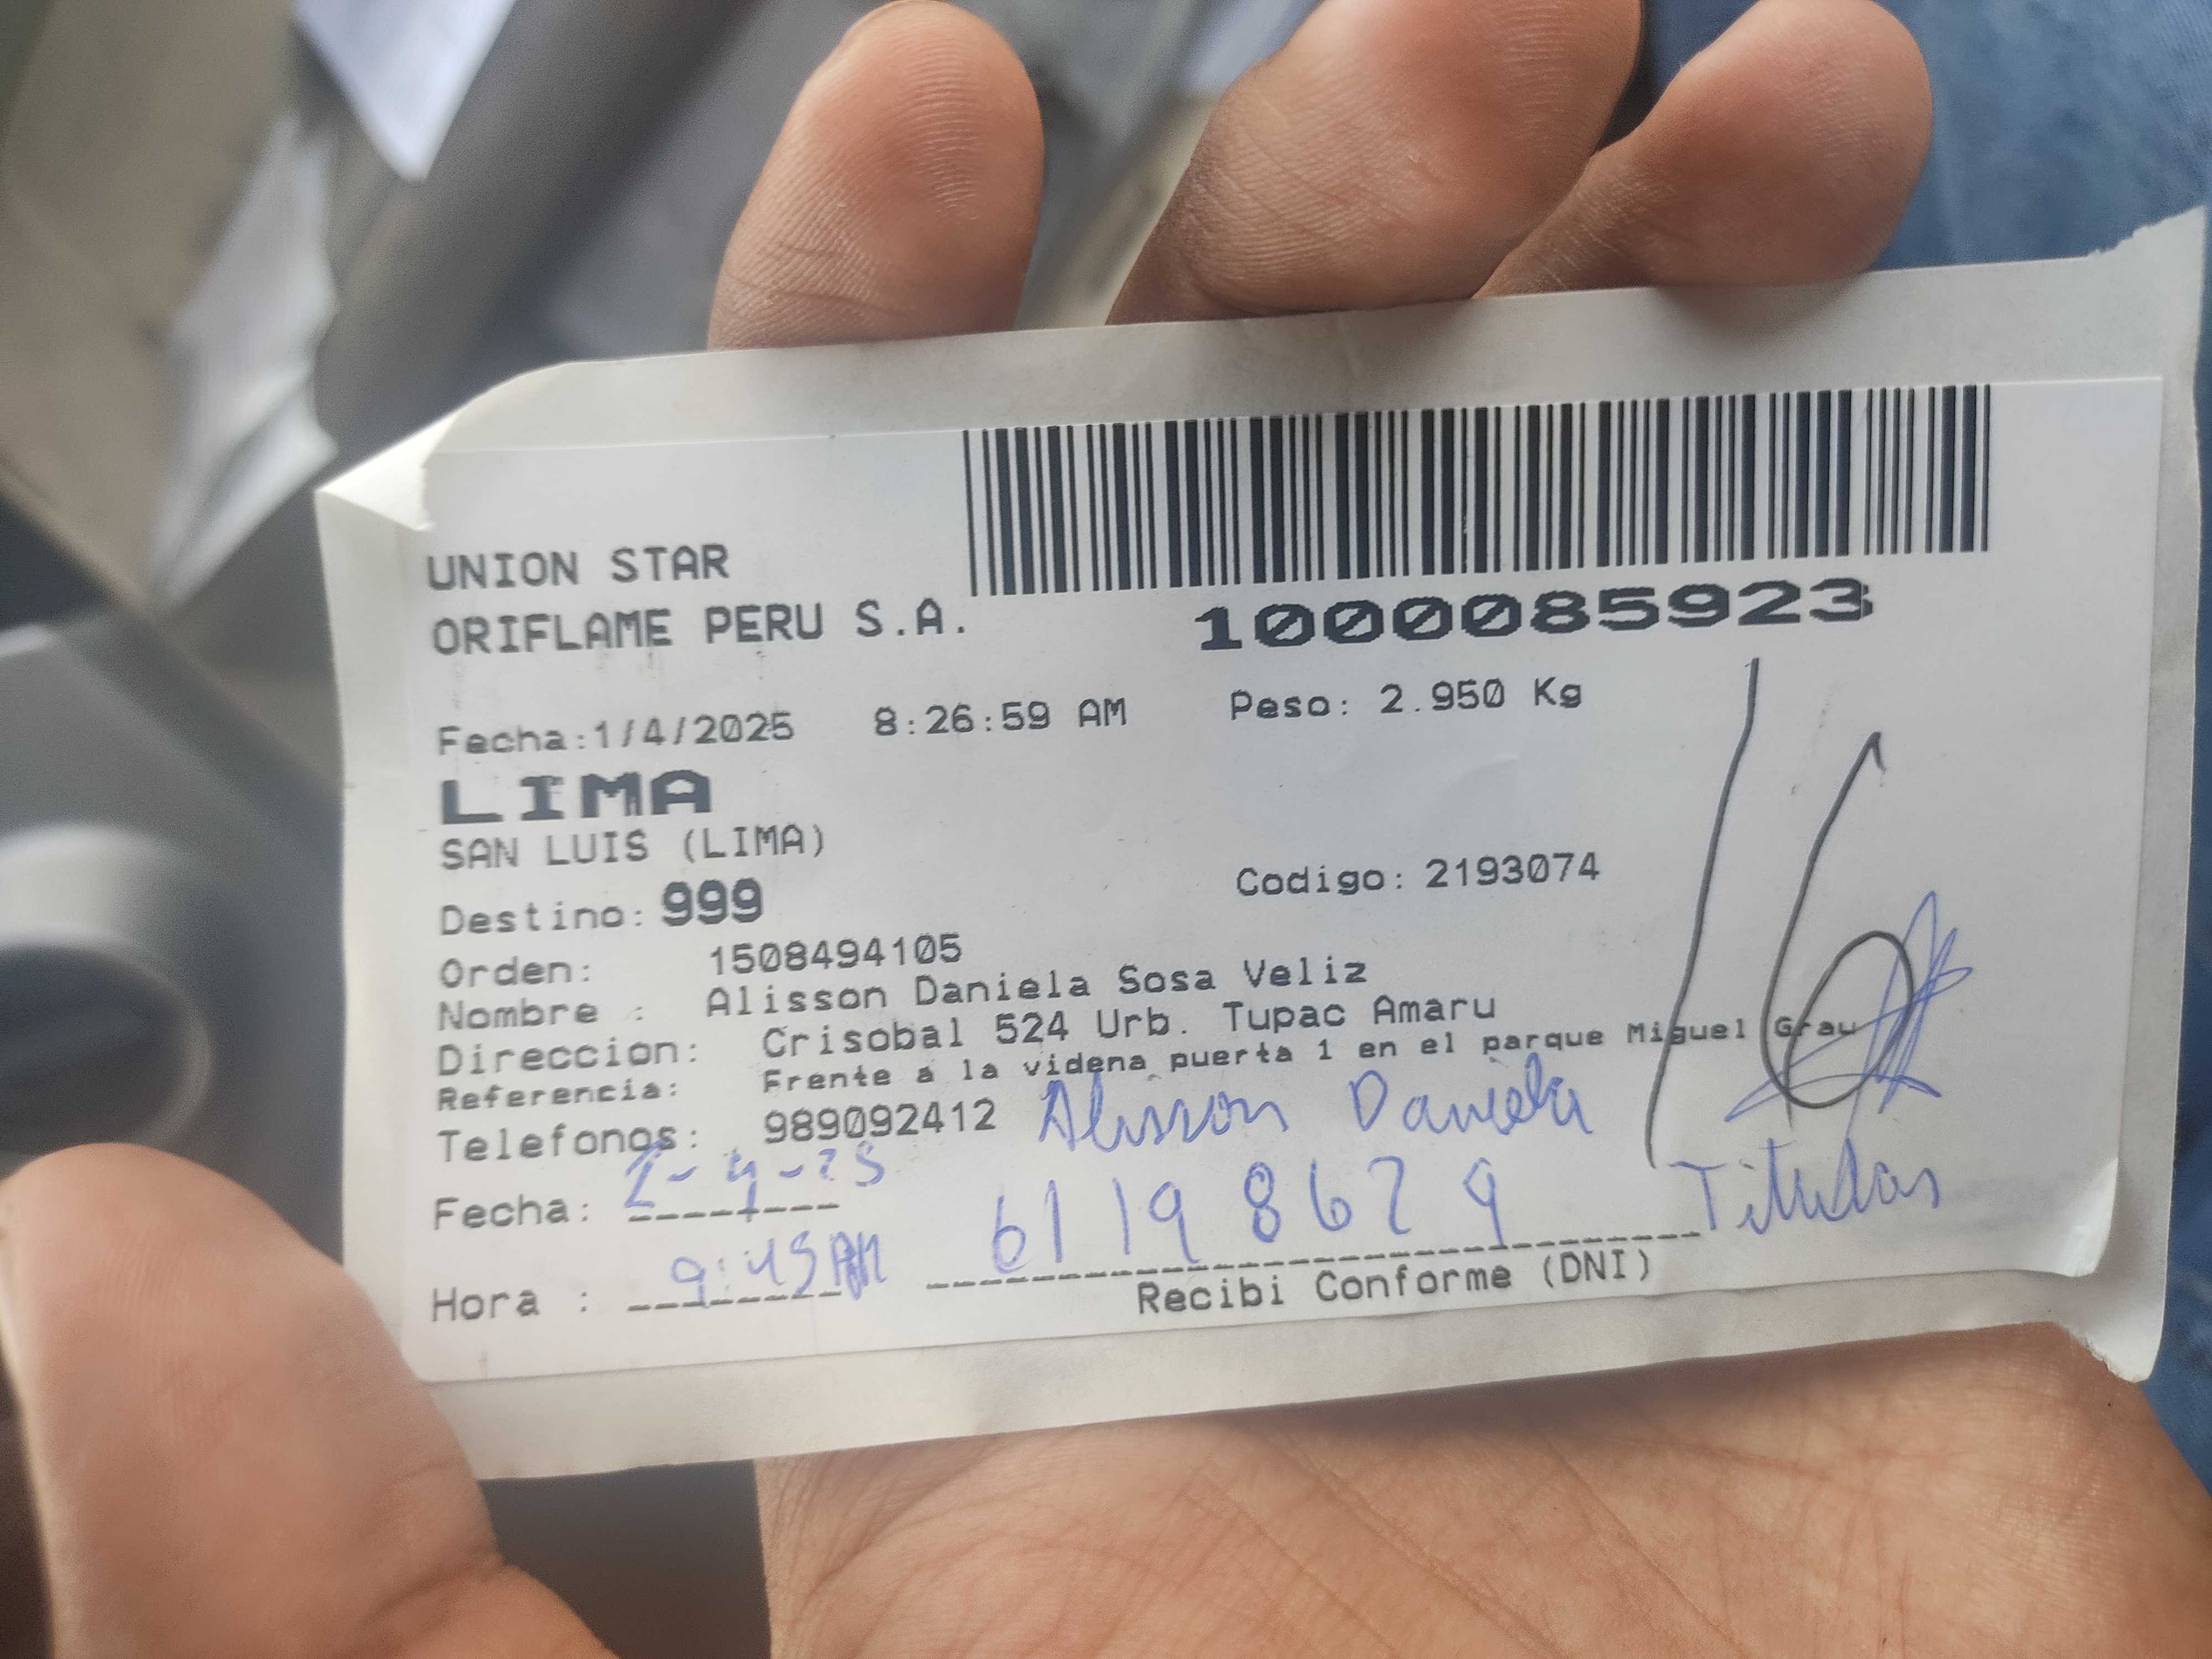 UNION STAR
ORIFLAME PERU S.A.
1000085923
Fecha:1/4/2025 8:26:59 AM Peso: 2.950 Kg
LIMA
SAN LUIS (LIMA)
Destino: 999 Codigo: 2193074
Orden: 1508494105
Nombre : Alisson Daniela Sosa Veliz
Direccion: Crisobal 524 Urb. Tupac Amaru
Referencia: Frente a la videna puerta 1 en el parque Miguel Grau
Telefonos: 989092412 Alisson Daniela
16
Fecha: 2-4-25 61198629 Titular
Hora : 9:45 AM
Recibi Conforme (DNI)